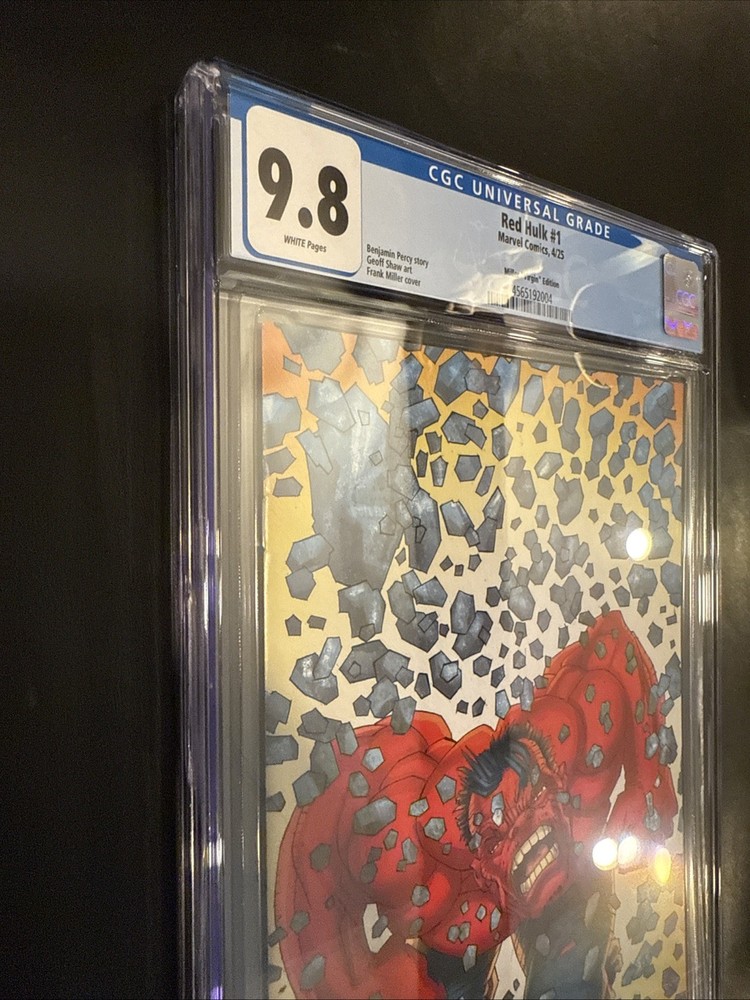 9.8
WHITE Pages
CGC UNIVERSAL GRADE
Red Hulk #1
Marvel Comics, 4/25
Benjamin Percy story
Geoff Shaw art
Frank Miller cover
Edition
4565192004
CGC